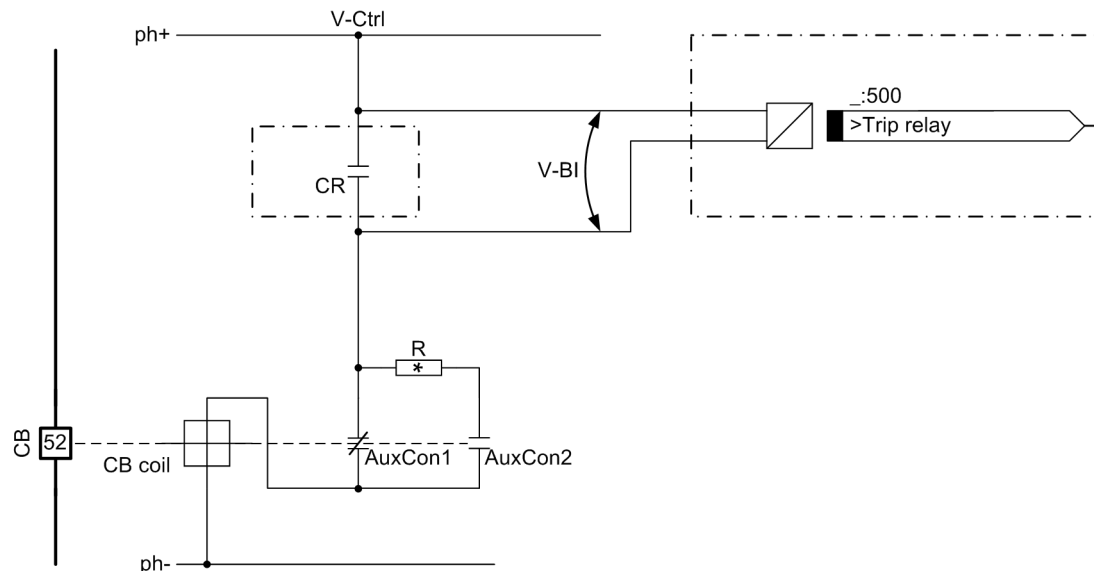 V-Ctrl
ph+
_:500
>Trip relay
V-BI
CR
R
*
CB
52
CB coil
AuxCon1
AuxCon2
ph-